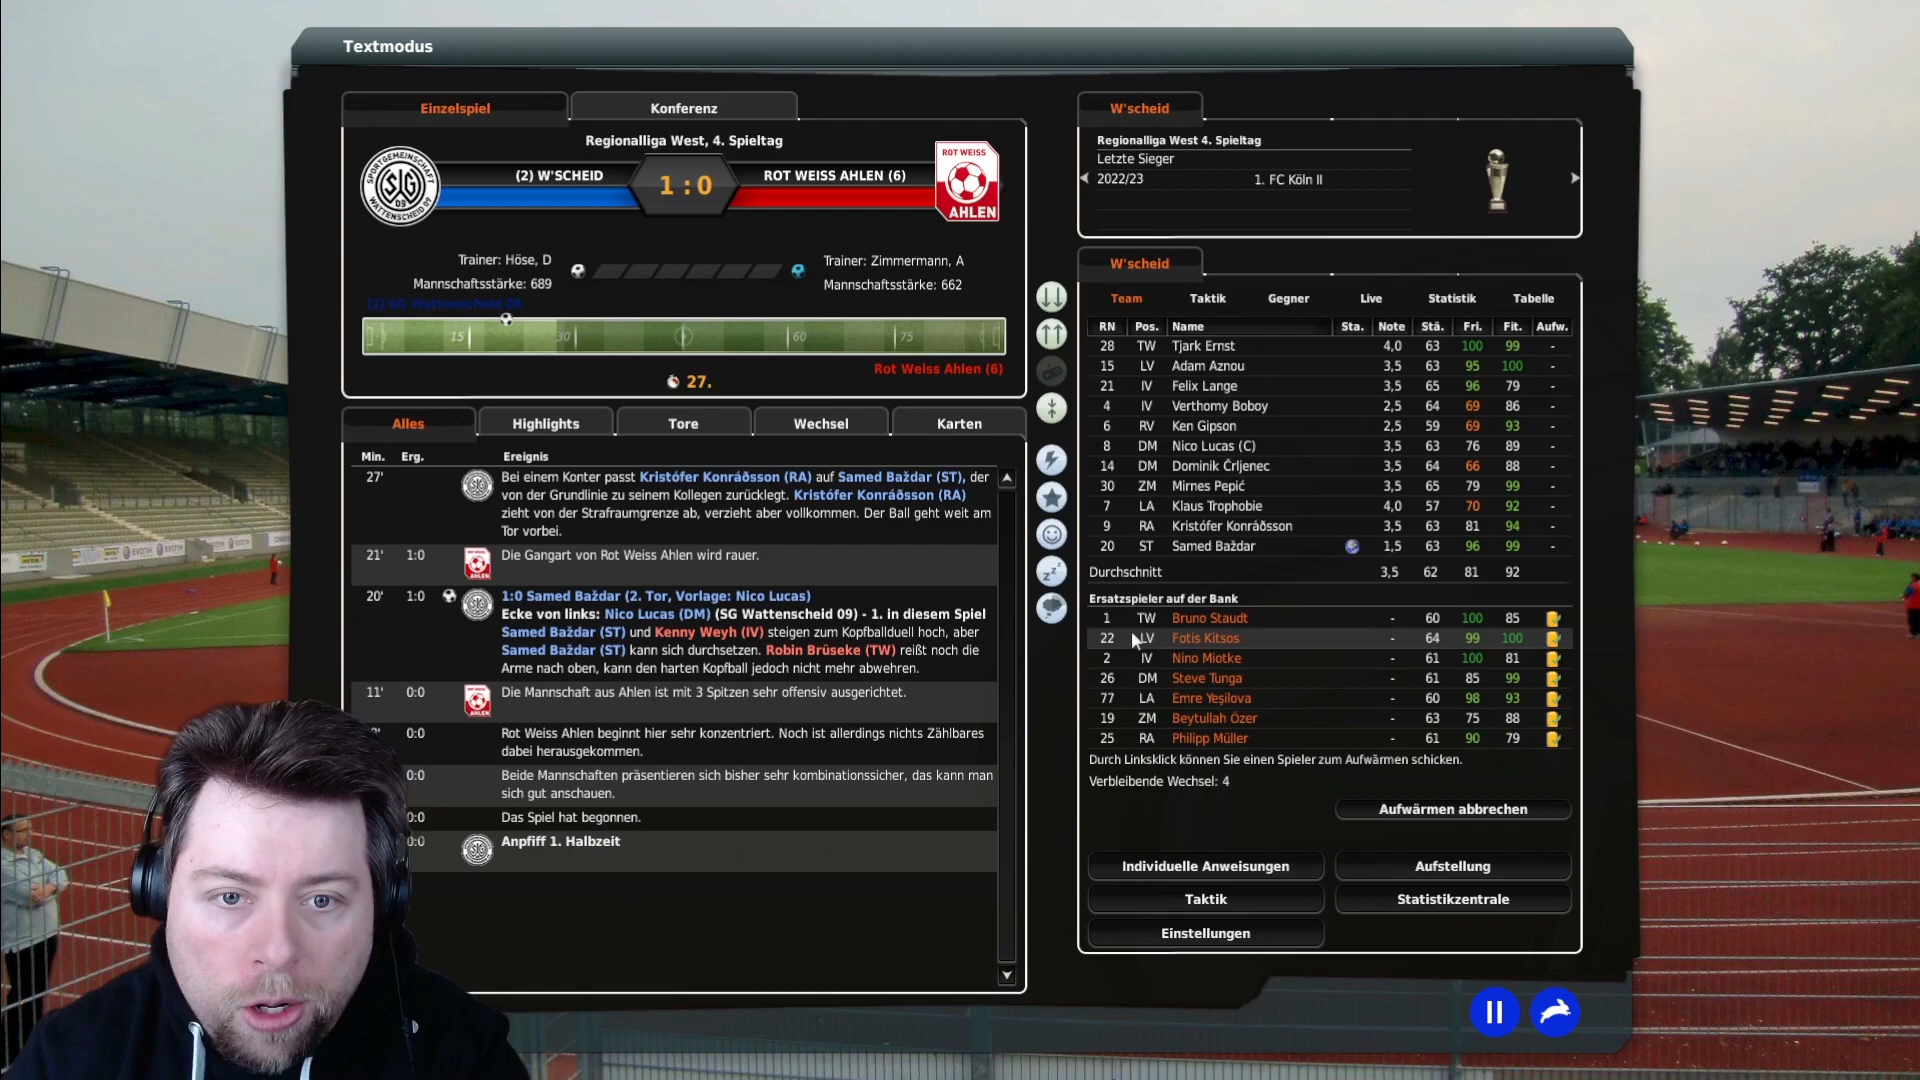 Textmodus
Einzelspiel
Konferenz
Regionalliga West, 4. Spieltag
(2) W'SCHEID
1 : 0
ROT WEISS AHLEN (6)
SPORTGEMEINSCHAFT
SG
09
WATTENSCHEID 09
ROT WEISS
AHLEN
Trainer: Höse, D
Mannschaftsstärke: 689
Trainer: Zimmermann, A
Mannschaftsstärke: 662
(2) SG Wattenscheid 09
15
30
60
75
Rot Weiss Ahlen (6)
27.
Alles
Highlights
Tore
Wechsel
Karten
Min. Erg. Ereignis
27' Bei einem Konter passt Kristófer Konráðsson (RA) auf Samed Baždar (ST), der
von der Grundlinie zu seinem Kollegen zurücklegt. Kristófer Konráðsson (RA)
zieht von der Strafraumgrenze ab, verzieht aber vollkommen. Der Ball geht weit am
Tor vorbei.
21' 1:0 Die Gangart von Rot Weiss Ahlen wird rauer.
20' 1:0 1:0 Samed Baždar (2. Tor, Vorlage: Nico Lucas)
Ecke von links: Nico Lucas (DM) (SG Wattenscheid 09) - 1. in diesem Spiel
Samed Baždar (ST) und Kenny Weyh (IV) steigen zum Kopfballduell hoch, aber
Samed Baždar (ST) kann sich durchsetzen. Robin Brüseke (TW) reißt noch die
Arme nach oben, kann den harten Kopfball jedoch nicht mehr abwehren.
11' 0:0 Die Mannschaft aus Ahlen ist mit 3 Spitzen sehr offensiv ausgerichtet.
0:0 Rot Weiss Ahlen beginnt hier sehr konzentriert. Noch ist allerdings nichts Zählbares
dabei herausgekommen.
0:0 Beide Mannschaften präsentieren sich bisher sehr kombinationssicher, das kann man
sich gut anschauen.
0:0 Das Spiel hat begonnen.
0:0 Anpfiff 1. Halbzeit
W'scheid
Regionalliga West 4. Spieltag
Letzte Sieger
2022/23 1. FC Köln II
W'scheid
Team Taktik Gegner Live Statistik Tabelle
RN Pos. Name Sta. Note Stä. Fri. Fit. Aufw.
28 TW Tjark Ernst 4,0 63 100 99 -
15 LV Adam Aznou 3,5 63 95 100 -
21 IV Felix Lange 3,5 65 96 79 -
4 IV Verthomy Boboy 2,5 64 69 86 -
6 RV Ken Gipson 2,5 59 69 93 -
8 DM Nico Lucas (C) 3,5 63 76 89 -
14 DM Dominik Črljenec 3,5 64 66 88 -
30 ZM Mirnes Pepić 3,5 65 79 99 -
7 LA Klaus Trophobie 4,0 57 70 92 -
9 RA Kristófer Konráðsson 3,5 63 81 94 -
20 ST Samed Baždar 1,5 63 96 99 -
Durchschnitt 3,5 62 81 92
Ersatzspieler auf der Bank
1 TW Bruno Staudt - 60 100 85
22 LV Fotis Kitsos - 64 99 100
2 IV Nino Miotke - 61 100 81
26 DM Steve Tunga - 61 85 99
77 LA Emre Yeşilova - 60 98 93
19 ZM Beytullah Özer - 63 75 88
25 RA Philipp Müller - 61 90 79
Durch Linksklick können Sie einen Spieler zum Aufwärmen schicken.
Verbleibende Wechsel: 4
Aufwärmen abbrechen
Individuelle Anweisungen
Aufstellung
Taktik
Statistikzentrale
Einstellungen